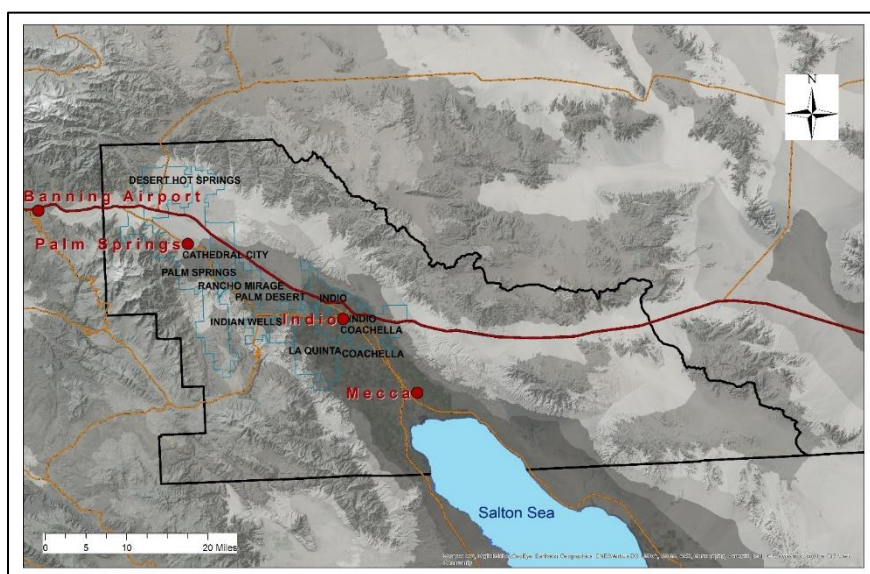 N
DESERT HOT SPRINGS
Banning Airport
Palm Springs
CATHEDRAL CITY
PALM SPRINGS
RANCHO MIRAGE
PALM DESERT
INDIO
INDIAN WELLS
Indio
INDIO
COACHELLA
LA QUINTA
COACHELLA
Mecca
Salton Sea
0 5 10 20 Miles